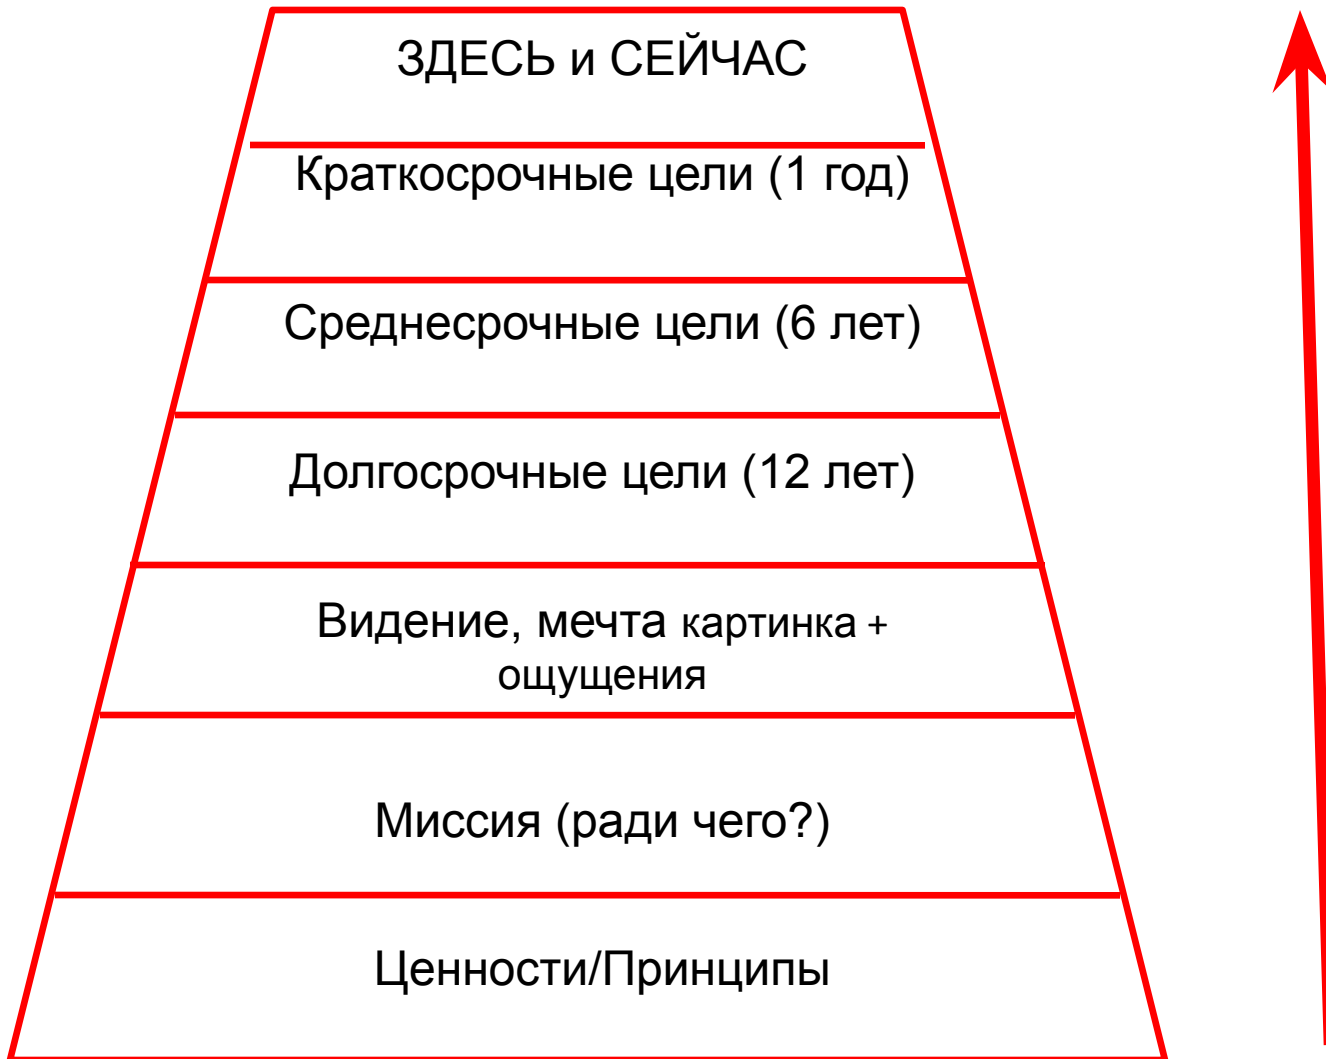 ЗДЕСЬ и СЕЙЧАС
Краткосрочные цели (1 год)
Среднесрочные цели (6 лет)
Долгосрочные цели (12 лет)
Видение, мечта картинка +
ощущения
Миссия (ради чего?)
Ценности/Принципы